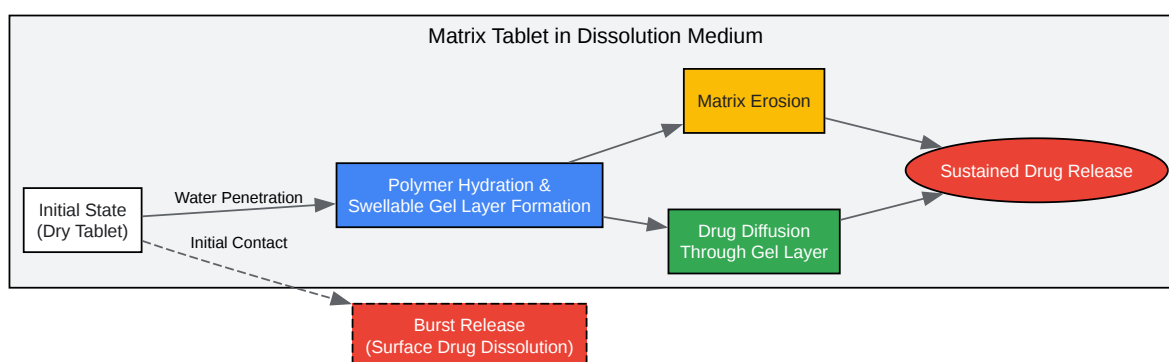 Matrix Tablet in Dissolution Medium
Matrix Erosion
Sustained Drug Release
Water Penetration
Polymer Hydration &
Swellable Gel Layer Formation
Initial State
(Dry Tablet)
Initial Contact
Drug Diffusion
Through Gel Layer
Burst Release
(Surface Drug Dissolution)